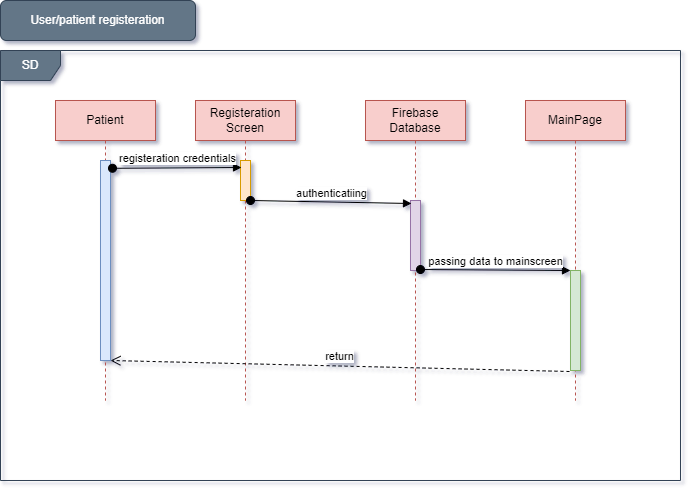 User/patient registeration
SD
Patient
Registeration
Screen
Firebase
Database
MainPage
registeration credentials
authenticatiing
passing data to mainscreen
return